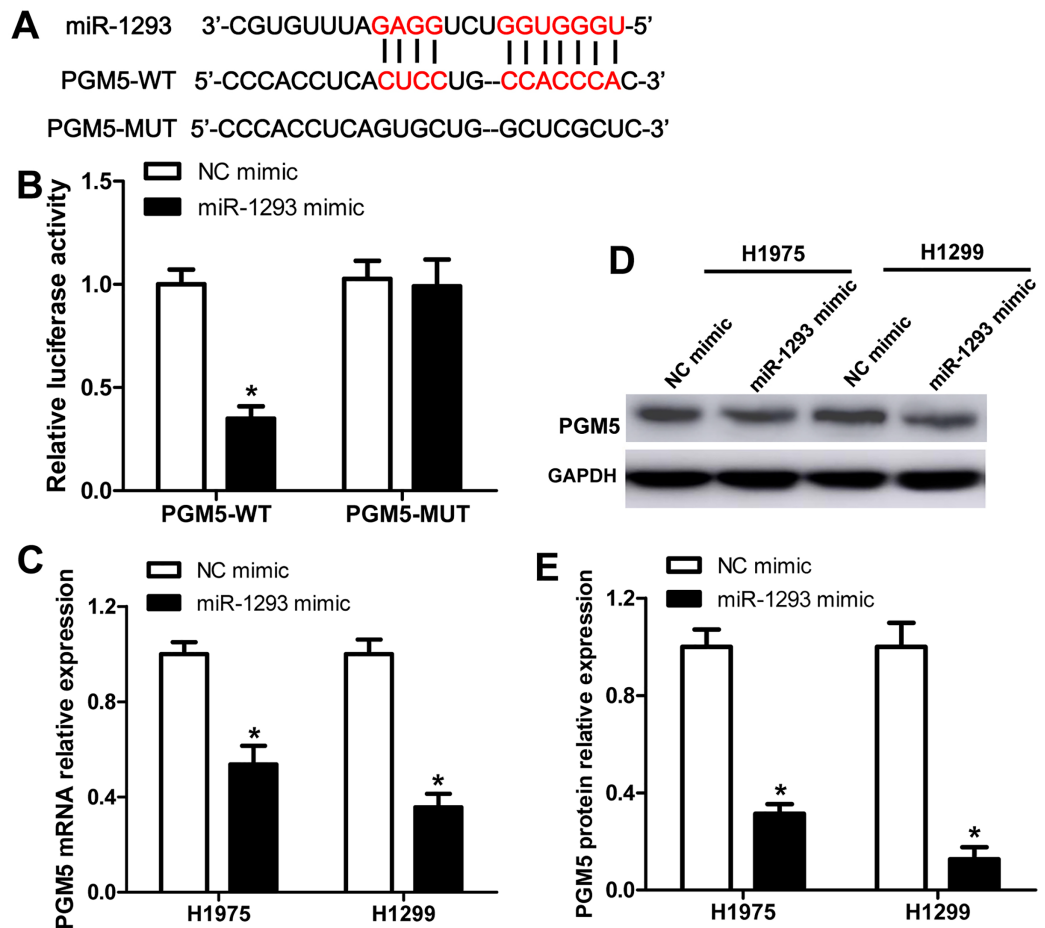 A
miR-1293 3’-CGUGUUUAGAGGUCUGGUGGGU-5’
PGM5-WT 5’-CCCACCUCACUCCUG--CCACCCAC-3’
PGM5-MUT 5’-CCCACCUCAGUGCUG--GCUCGCUC-3’
B
NC mimic
miR-1293 mimic
Relative luciferase activity
1.5
1.0
0.5
0.0
*
PGM5-WT PGM5-MUT
D
H1975 H1299
NC mimic miR-1293 mimic NC mimic miR-1293 mimic
PGM5
GAPDH
C
NC mimic
miR-1293 mimic
PGM5 mRNA relative expression
1.2
0.8
0.4
0.0
* *
H1975 H1299
E
NC mimic
miR-1293 mimic
PGM5 protein relative expression
1.2
0.8
0.4
0.0
* *
H1975 H1299